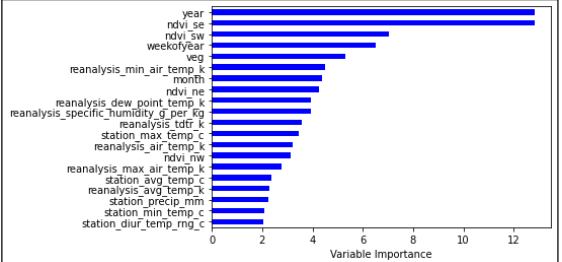 year
ndvi_se
ndvi_sw
weekofyear
veg
reanalysis_min_air_temp_k
month
ndvi_ne
reanalysis_dew_point_temp_k
reanalysis_specific_humidity_g_per_kg
reanalysis_tdtr_k
station_max_temp_c
reanalysis_air_temp_k
ndvi_nw
reanalysis_max_air_temp_k
station_avg_temp_c
reanalysis_avg_temp_k
station_precip_mm
station_min_temp_c
station_diur_temp_rng_c
0 2 4 6 8 10 12
Variable Importance